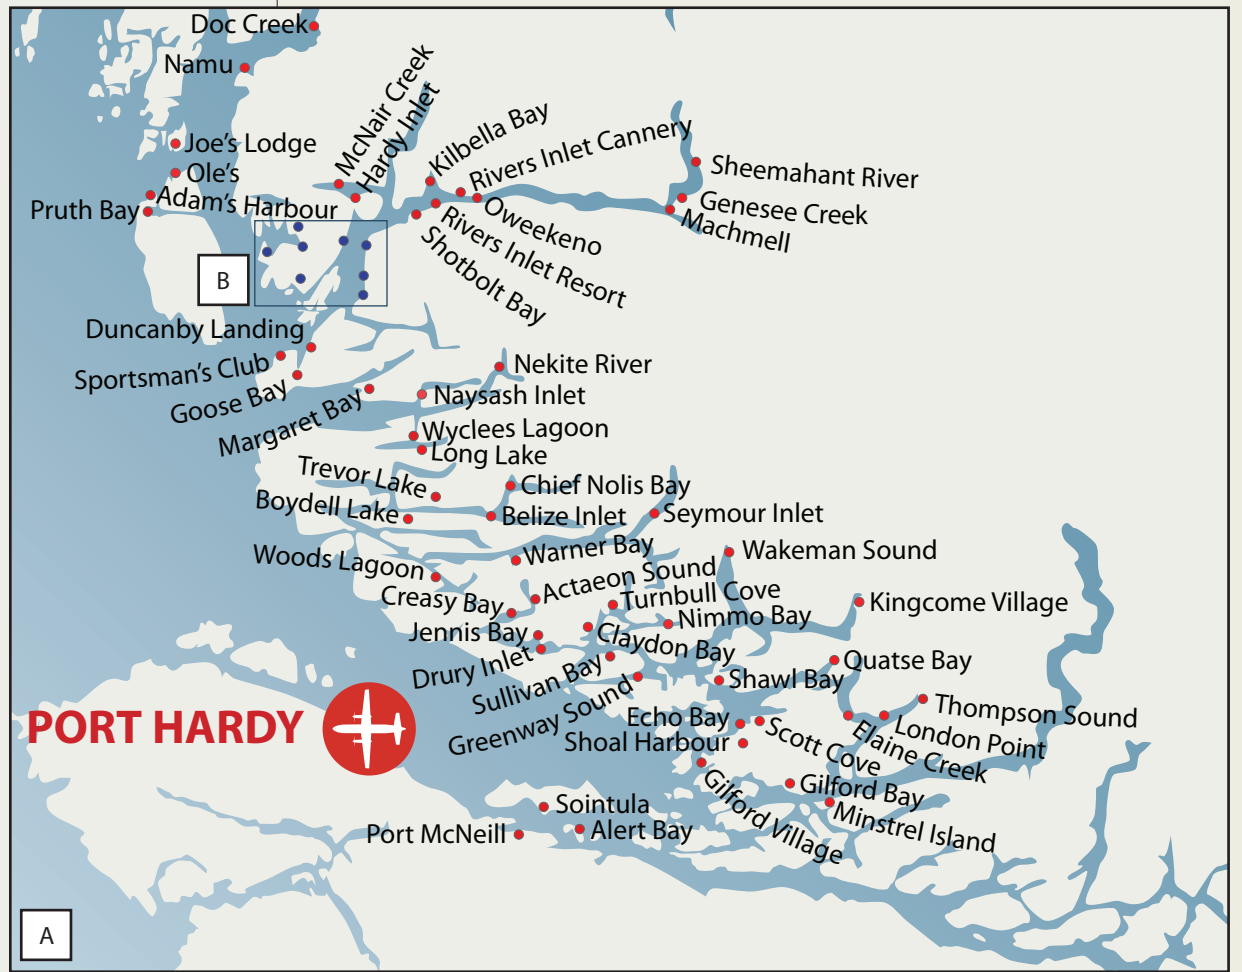 Doc Creek
Namu
McNair Creek
Hardy Inlet
Kilbella Bay
Rivers Inlet Cannery
Joe's Lodge
Ole's
Adam's Harbour
Pruth Bay
Sheemahant River
Genesee Creek
Machmell
Oweekeno
Rivers Inlet Resort
Shotbolt Bay
B
Duncanby Landing
Sportsman's Club
Goose Bay
Margaret Bay
Nekite River
Naysash Inlet
Wyclees Lagoon
Long Lake
Trevor Lake
Chief Nolis Bay
Boydell Lake
Belize Inlet
Seymour Inlet
Warner Bay
Wakeman Sound
Woods Lagoon
Actaeon Sound
Creasy Bay
Turnbull Cove
Kingcome Village
Nimmo Bay
Jennis Bay
Claydon Bay
Drury Inlet
Quatse Bay
Sullivan Bay
Shawl Bay
Greenway Sound
Thompson Sound
PORT HARDY
Echo Bay
London Point
Elaine Creek
Shoal Harbour
Scott Cove
Gilford Bay
Gilford Village
Minstrel Island
Sointula
Port McNeill
Alert Bay
A